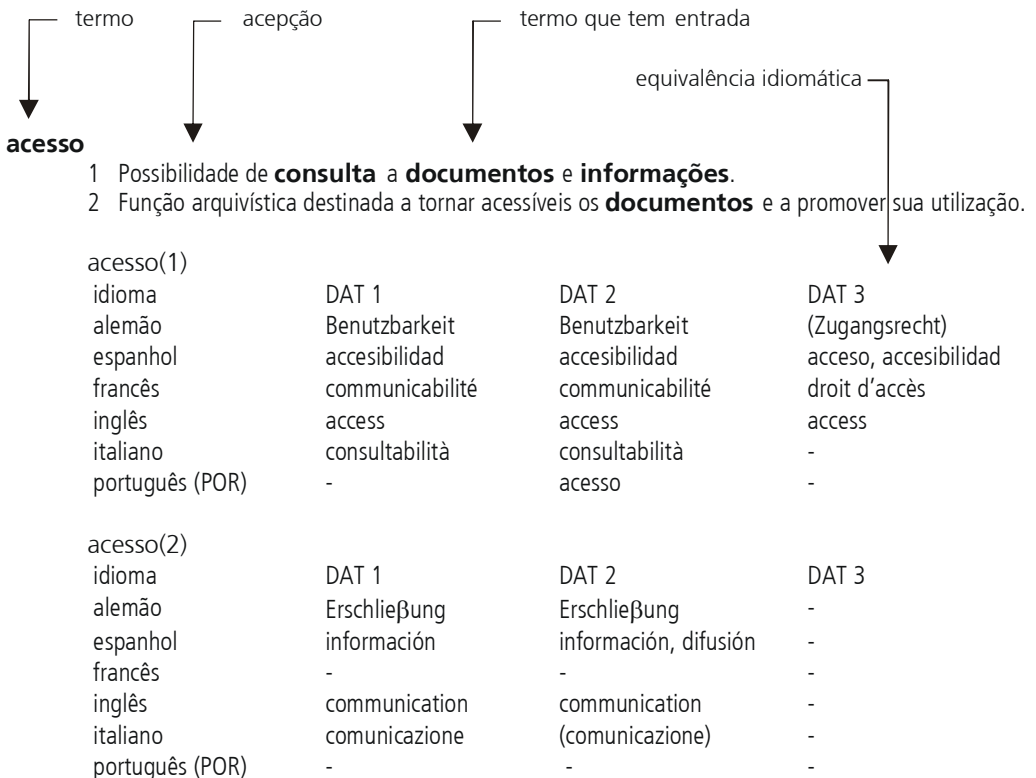 termo acepção termo que tem entrada
equivalência idiomática
acesso
1 Possibilidade de consulta a documentos e informações.
2 Função arquivística destinada a tornar acessíveis os documentos e a promover sua utilização.
acesso(1)
idioma DAT 1 DAT 2 DAT 3
alemão Benutzbarkeit Benutzbarkeit (Zugangsrecht)
espanhol accesibilidad accesibilidad acceso, accesibilidad
francês communicabilité communicabilité droit d’accès
inglês access access access
italiano consultabilità consultabilità -
português (POR) - acesso -
acesso(2)
idioma DAT 1 DAT 2 DAT 3
alemão Erschlieβung Erschlieβung -
espanhol información información, difusión -
francês - - -
inglês communication communication -
italiano comunicazione (comunicazione) -
português (POR) - - -